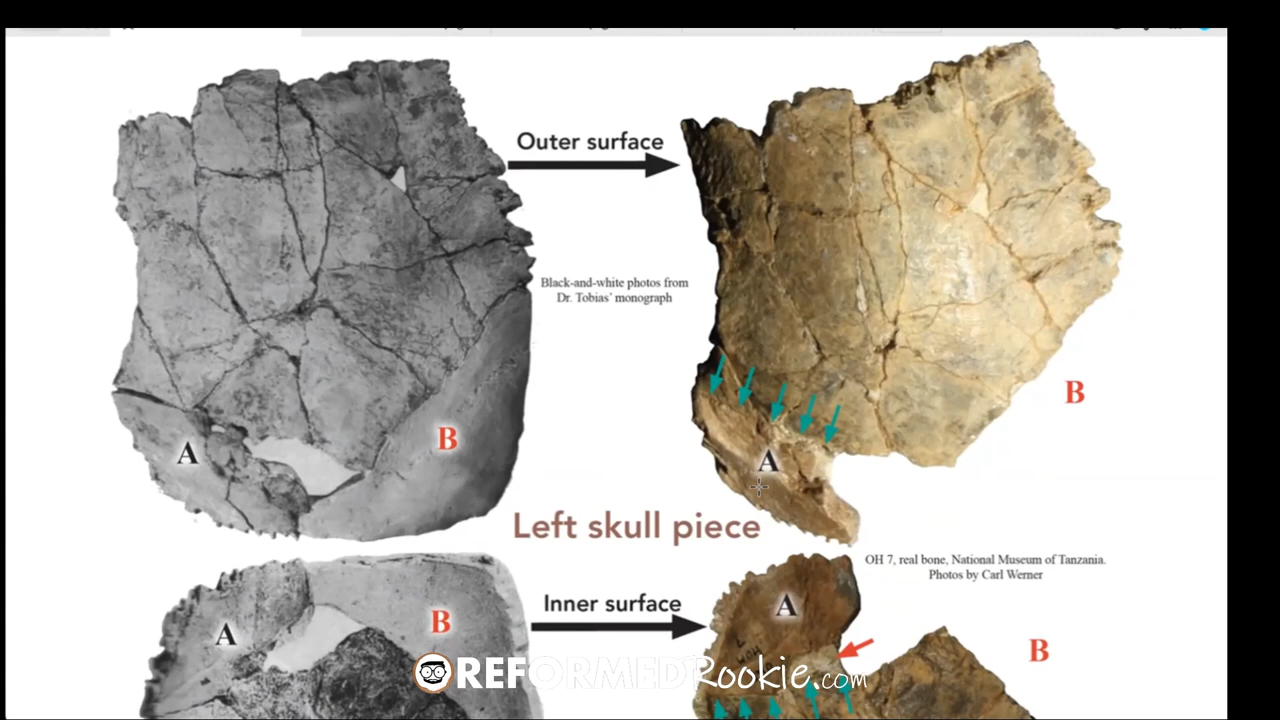 Outer surface
Black-and-white photos from
Dr. Tobias' monograph
B
A
B
A
Left skull piece
OH 7, real bone, National Museum of Tanzania.
Photos by Carl Werner
Inner surface
A
B
A
B
REFORMEDRookie.com